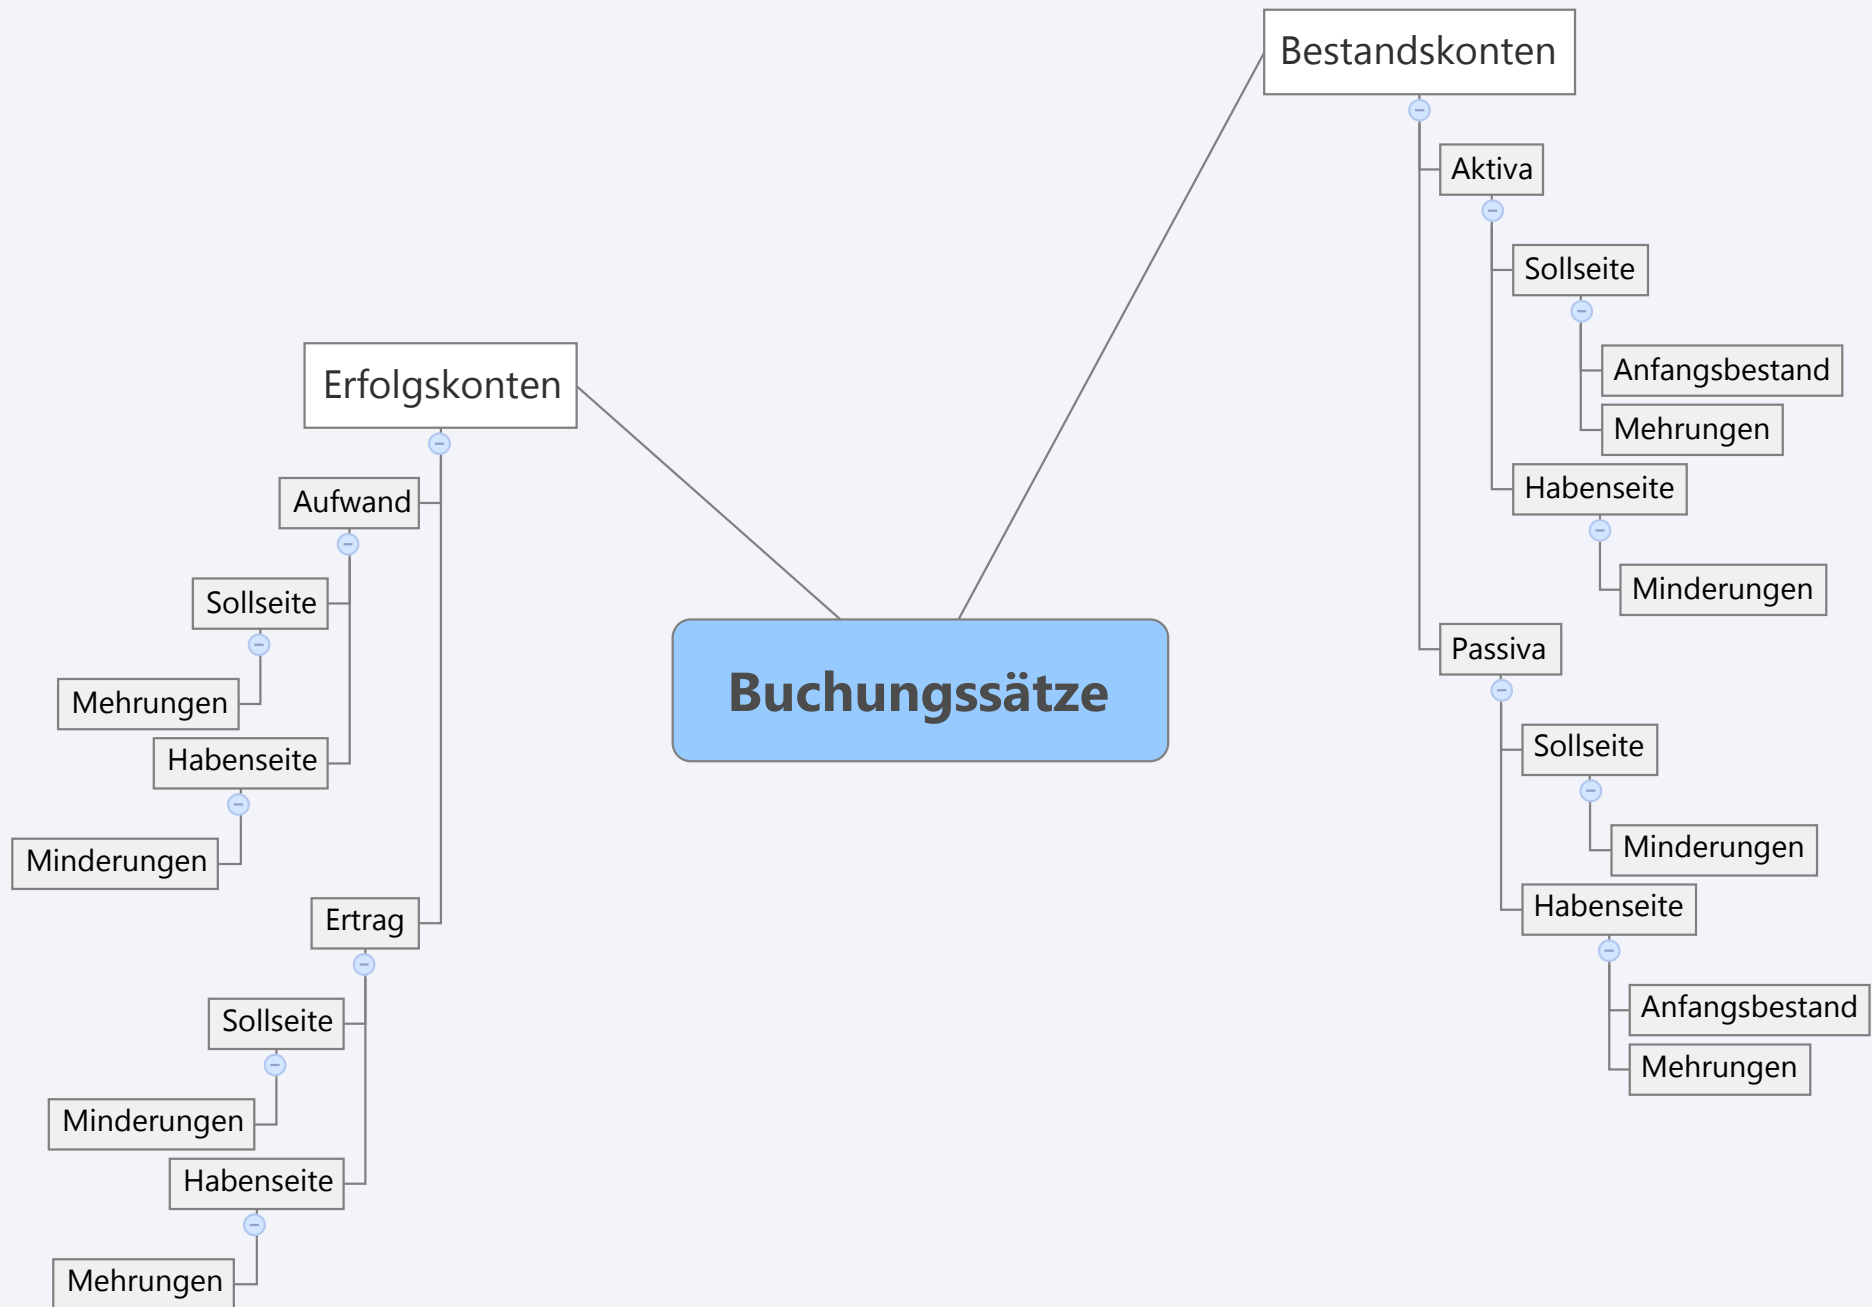 Buchungssätze
Bestandskonten
Aktiva
Sollseite
Anfangsbestand
Mehrungen
Habenseite
Minderungen
Passiva
Sollseite
Minderungen
Habenseite
Anfangsbestand
Mehrungen
Erfolgskonten
Aufwand
Sollseite
Mehrungen
Habenseite
Minderungen
Ertrag
Sollseite
Minderungen
Habenseite
Mehrungen